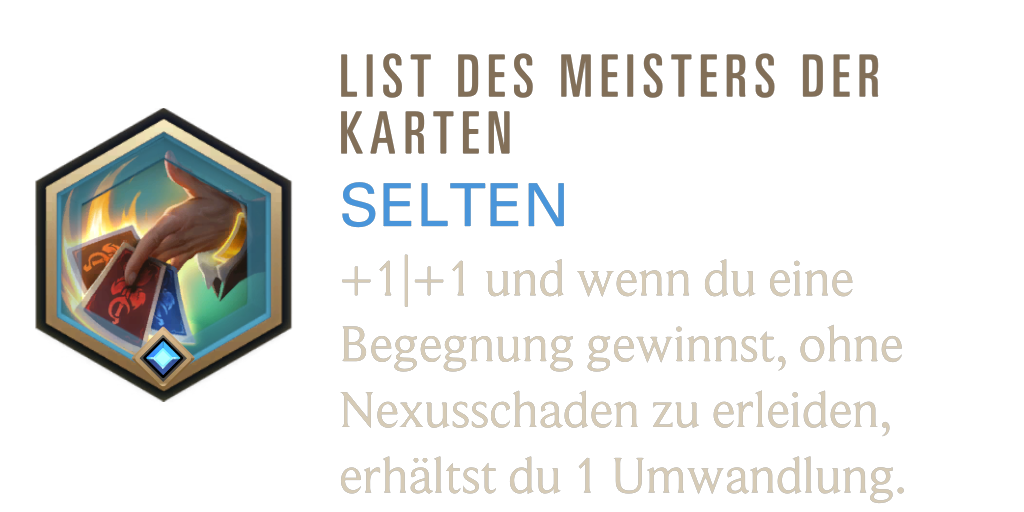 LIST DES MEISTERS DER
KARTEN
SELTEN
+1|+1 und wenn du eine
Begegnung gewinnst, ohne
Nexusschaden zu erleiden,
erhältst du 1 Umwandlung.